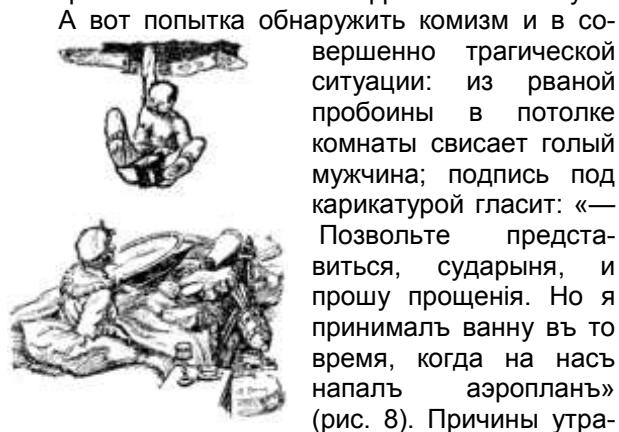 А вот попытка обнаружить комизм и в со-
вершенно трагической
ситуации: из рваной
пробоины в потолке
комнаты свисает голый
мужчина; подпись под
карикатурой гласит: «—
Позвольте предста-
виться, сударыня, и
прошу прощенія. Но я
принималъ ванну въ то
время, когда на насъ
напалъ аэропланъ»
(рис. 8). Причины утра-